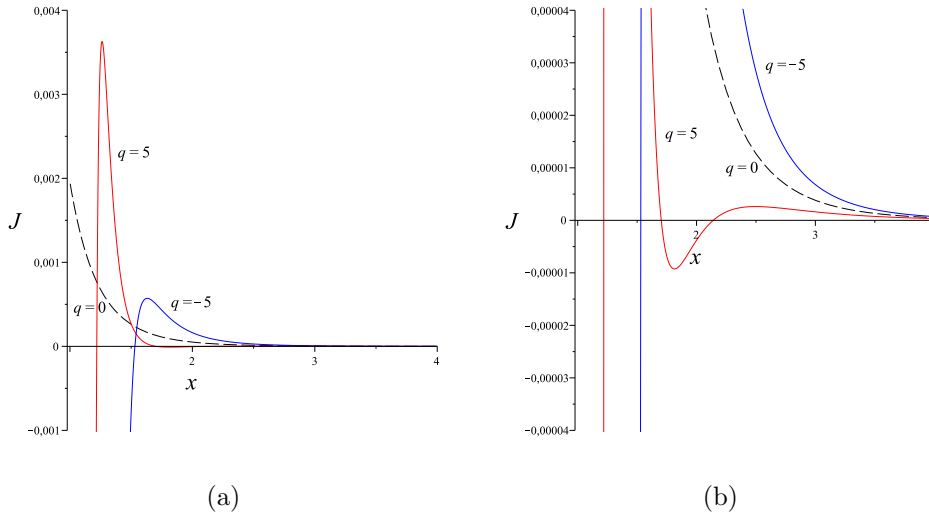 0,004
0,003
0,002
0,001
0
-0,001
J
q = 5
q = 0
q = -5
2
3
4
x
(a)
0,00004
0,00003
0,00002
0,00001
0
-0,00001
-0,00002
-0,00003
-0,00004
J
q = -5
q = 5
q = 0
2
3
x
(b)